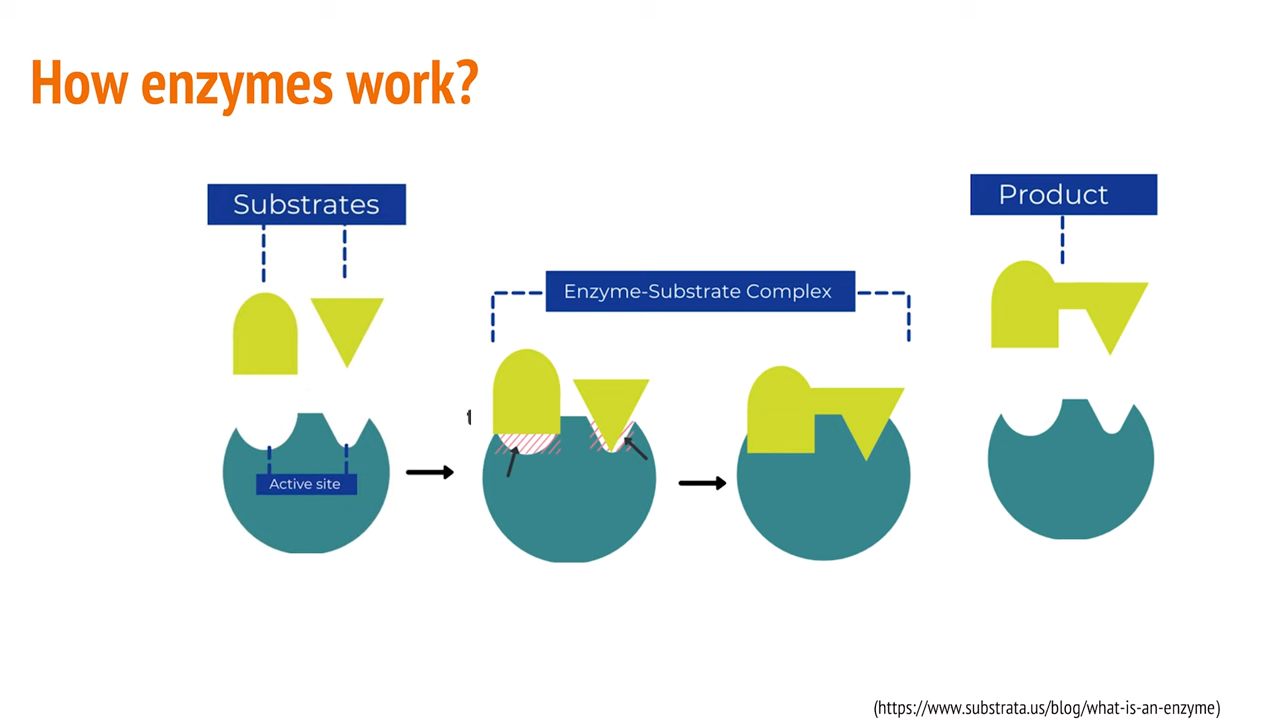 How enzymes work?
Substrates
Product
Enzyme-Substrate Complex
t
Active site
(https://www.substrata.us/blog/what-is-an-enzyme)